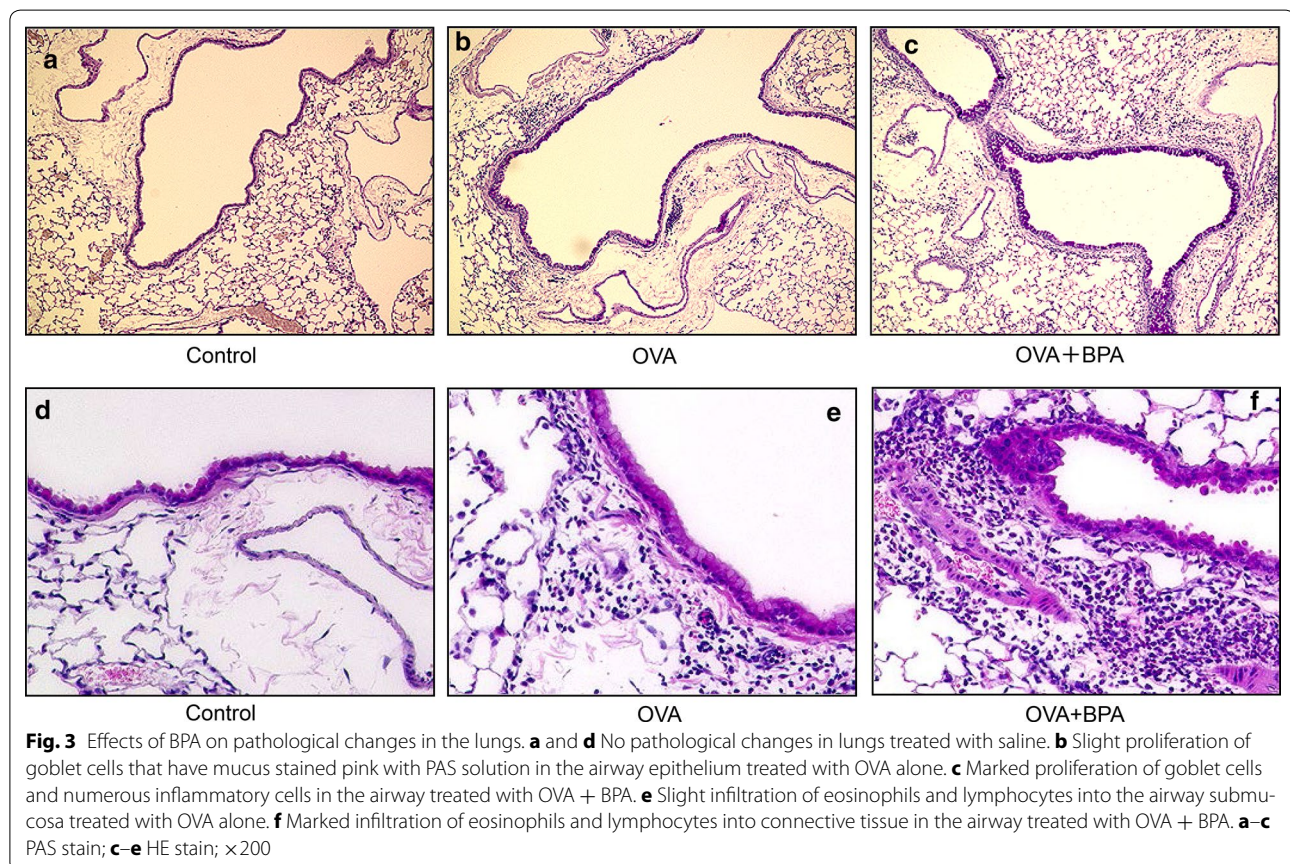 a
b
c
Control
OVA
OVA+BPA
d
e
f
Control
OVA
OVA+BPA
Fig. 3 Effects of BPA on pathological changes in the lungs. a and d No pathological changes in lungs treated with saline. b Slight proliferation of
goblet cells that have mucus stained pink with PAS solution in the airway epithelium treated with OVA alone. c Marked proliferation of goblet cells
and numerous inflammatory cells in the airway treated with OVA + BPA. e Slight infiltration of eosinophils and lymphocytes into the airway submu-
cosa treated with OVA alone. f Marked infiltration of eosinophils and lymphocytes into connective tissue in the airway treated with OVA + BPA. a–c
PAS stain; c–e HE stain; ×200